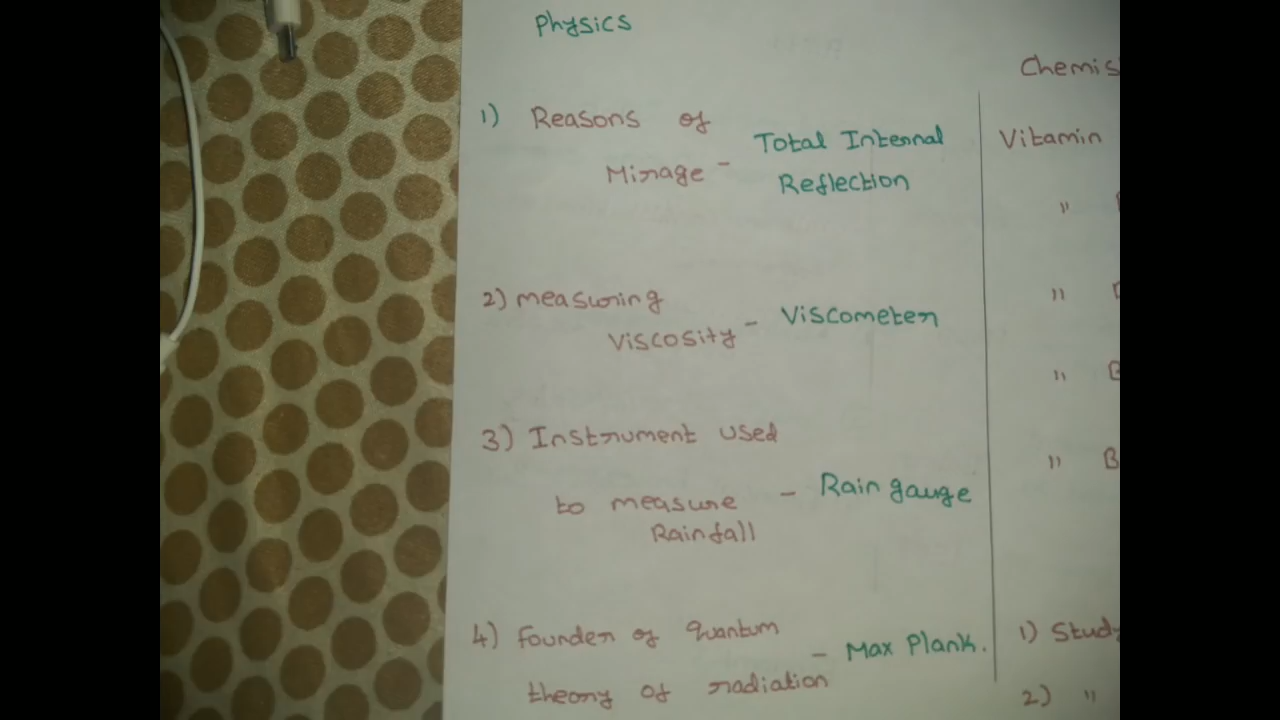 Physics
1) Reasons of
Mirage - Total Internal
Reflection
2) measuring
Viscosity - Viscometer
3) Instrument used
to measure - Rain gauge
Rainfall
4) founder of quantum
theory of radiation - Max Plank.
Chemis
Vitamin
"
"
" B
" B
1) Study
2) "